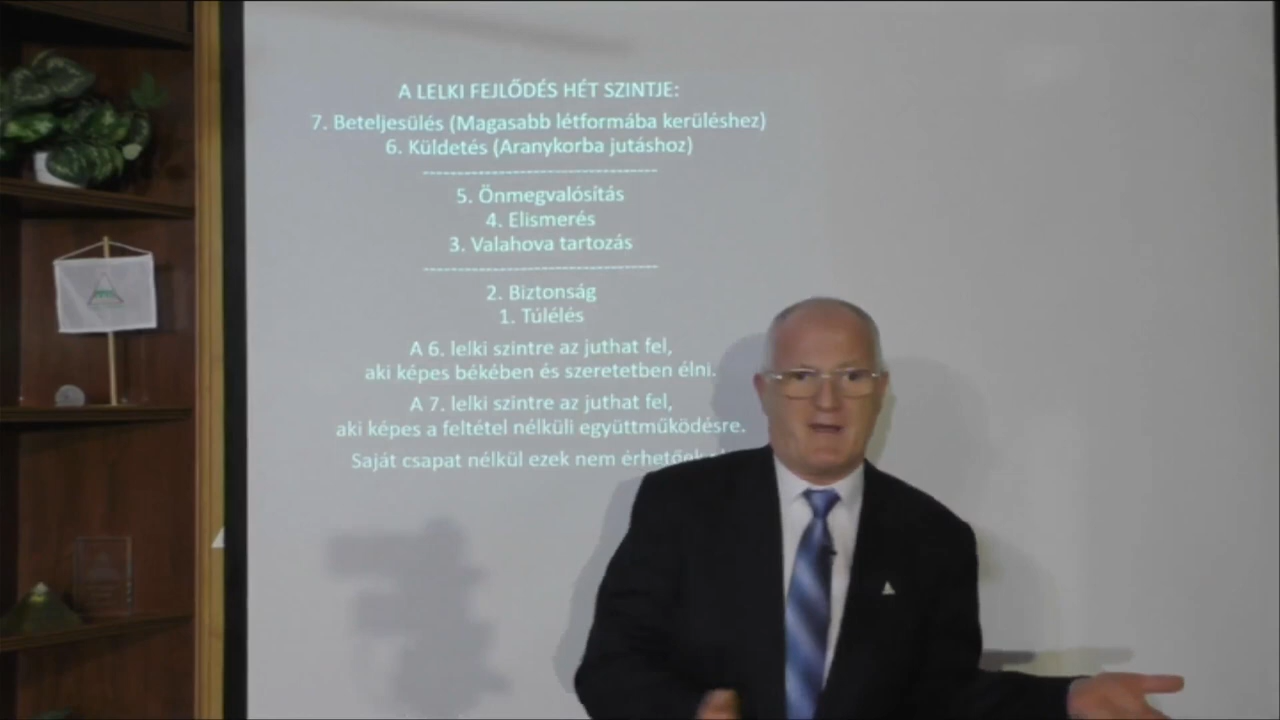 A LELKI FEJLŐDÉS HÉT SZINTJE:
7. Beteljesülés (Magasabb létformába kerüléshez)
6. Küldetés (Aranykorba jutáshoz)
-----------------------------
5. Önmegvalósítás
4. Elismerés
3. Valahova tartozás
-----------------------------
2. Biztonság
1. Túlélés
A 6. lelki szintre az juthat fel,
aki képes békében és szeretetben élni.
A 7. lelki szintre az juthat fel,
aki képes a feltétel nélküli együttműködésre.
Saját csapat nélkül ezek nem